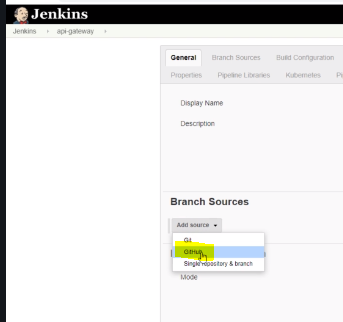 Jenkins
Jenkins api-gateway
General Branch Sources Build Configuration
Properties Pipeline Libraries Kubernetes
Display Name
Description
Branch Sources
Add source
Git
GitHub
Single repository & branch
Mode